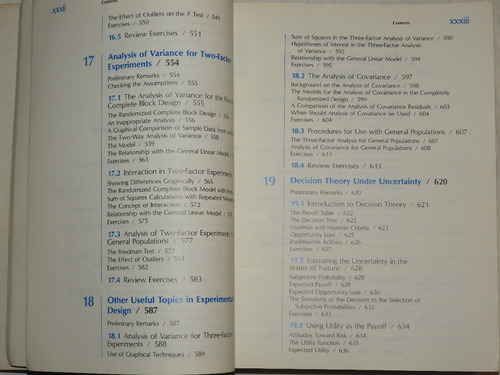 xxxii
Contents
The Effect of Outliers on the F Test / 549
Exercises / 550
16.5 Review Exercises / 551
17 Analysis of Variance for Two-Factor
Experiments / 554
Preliminary Remarks / 554
Checking the Assumptions / 555
17.1 The Analysis of Variance for the
Complete Block Design / 555
The Randomized Complete Block Design
An Inappropriate Analysis / 556
A Graphical Comparison of Sample Data from
The Two-Way Analysis of Variance / 558
The Model / 559
The Relationship with the General Linear Model
Exercises / 563
17.2 Interaction in Two-Factor Experiments
Showing Differences Graphically / 565
The Randomized Complete Block Model with
Sum of Squares Calculations with Repeated
The Concept of Interaction / 572
Relationship with the General Linear Model
Exercises / 575
17.3 Analysis of Two-Factor Experiments
General Populations / 577
The Friedman Test / 577
The Effect of Outliers / 581
Exercises / 582
17.4 Review Exercises / 583
18 Other Useful Topics in Experimental
Design / 587
Preliminary Remarks / 587
18.1 Analysis of Variance for Three-Factor
Experiments / 588
Use of Graphical Techniques / 589
Contents
xxxiii
Sum of Squares in the Three-Factor Analysis of Variance / 590
Hypotheses of Interest in the Three-Factor Analysis
of Variance / 592
Relationship with the General Linear Model / 594
Exercises / 595
18.2 The Analysis of Covariance / 597
Background on the Analysis of Covariance / 598
The Models for the Analysis of Covariance in the Completely
Randomized Design / 599
A Comparison of the Analysis of Covariance Residuals / 603
When Should Analysis of Covariance be Used / 604
Exercises / 604
18.3 Procedures for Use with General Populations / 607
The Three-Factor Analysis for General Populations / 607
Analysis of Covariance for General Populations / 608
Exercises / 611
18.4 Review Exercises / 613
19 Decision Theory Under Uncertainty / 620
Preliminary Remarks / 620
19.1 Introduction to Decision Theory / 621
The Payoff Table / 622
The Decision Tree / 622
Maximax and Maximin Criteria / 623
Opportunity Loss / 625
Inadmissible Actions / 626
Exercises / 627
19.2 Estimating the Uncertainty in the
States of Nature / 628
Subjective Probability / 628
Expected Payoff / 628
Expected Opportunity Loss / 630
The Sensitivity of the Decision to the Selection of
Subjective Probabilities / 632
Exercises / 633
19.3 Using Utility as the Payoff / 634
Attitudes Toward Risk / 634
The Utility Function / 635
Expected Utility / 636